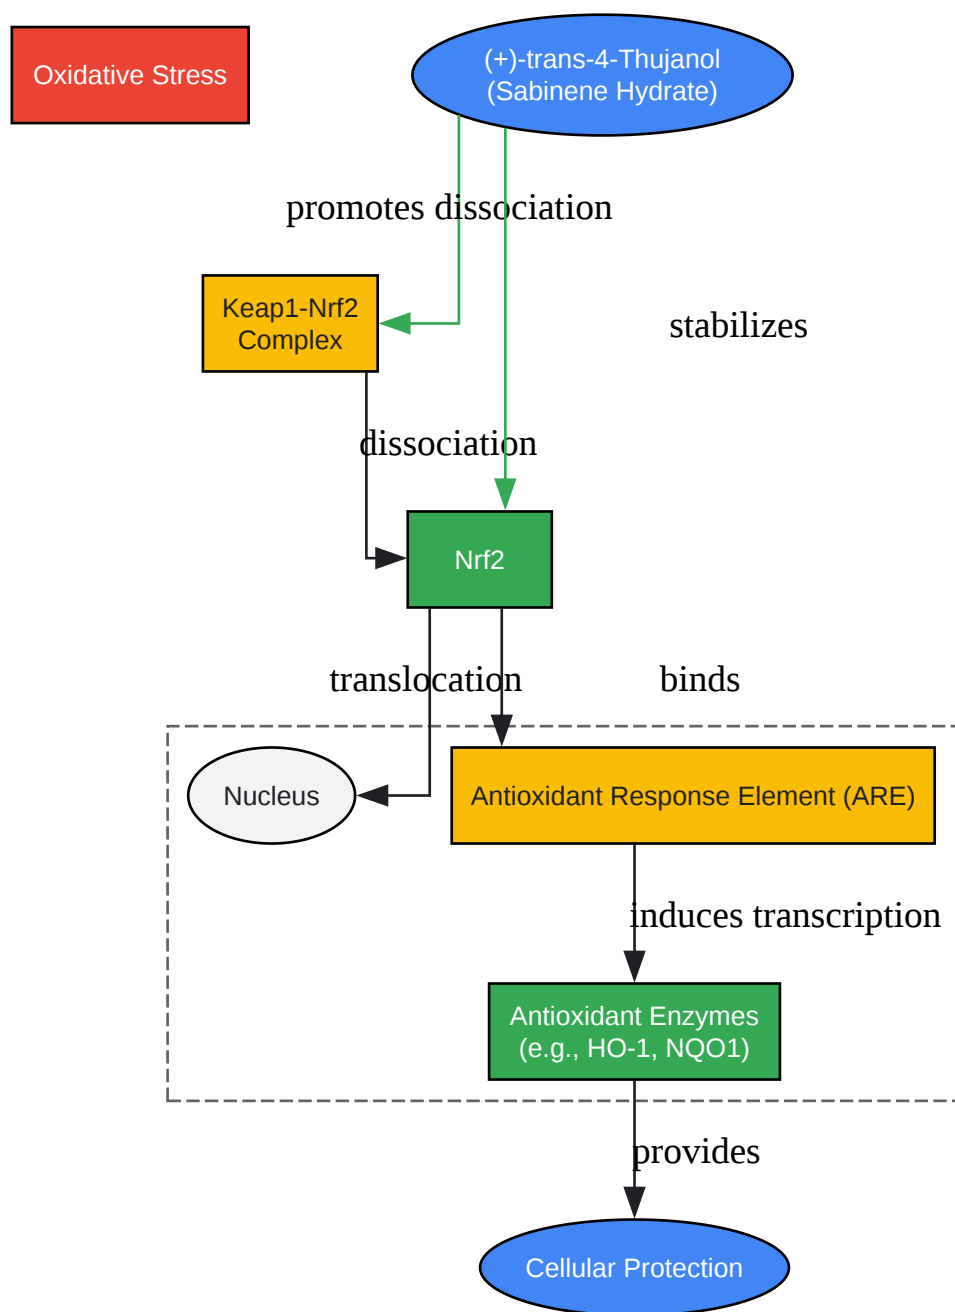 Oxidative Stress
(+)-trans-4-Thujanol
(Sabinene Hydrate)
promotes dissociation
Keap1-Nrf2
Complex
stabilizes
dissociation
Nrf2
translocation
binds
Nucleus
Antioxidant Response Element (ARE)
induces transcription
Antioxidant Enzymes
(e.g., HO-1, NQO1)
provides
Cellular Protection